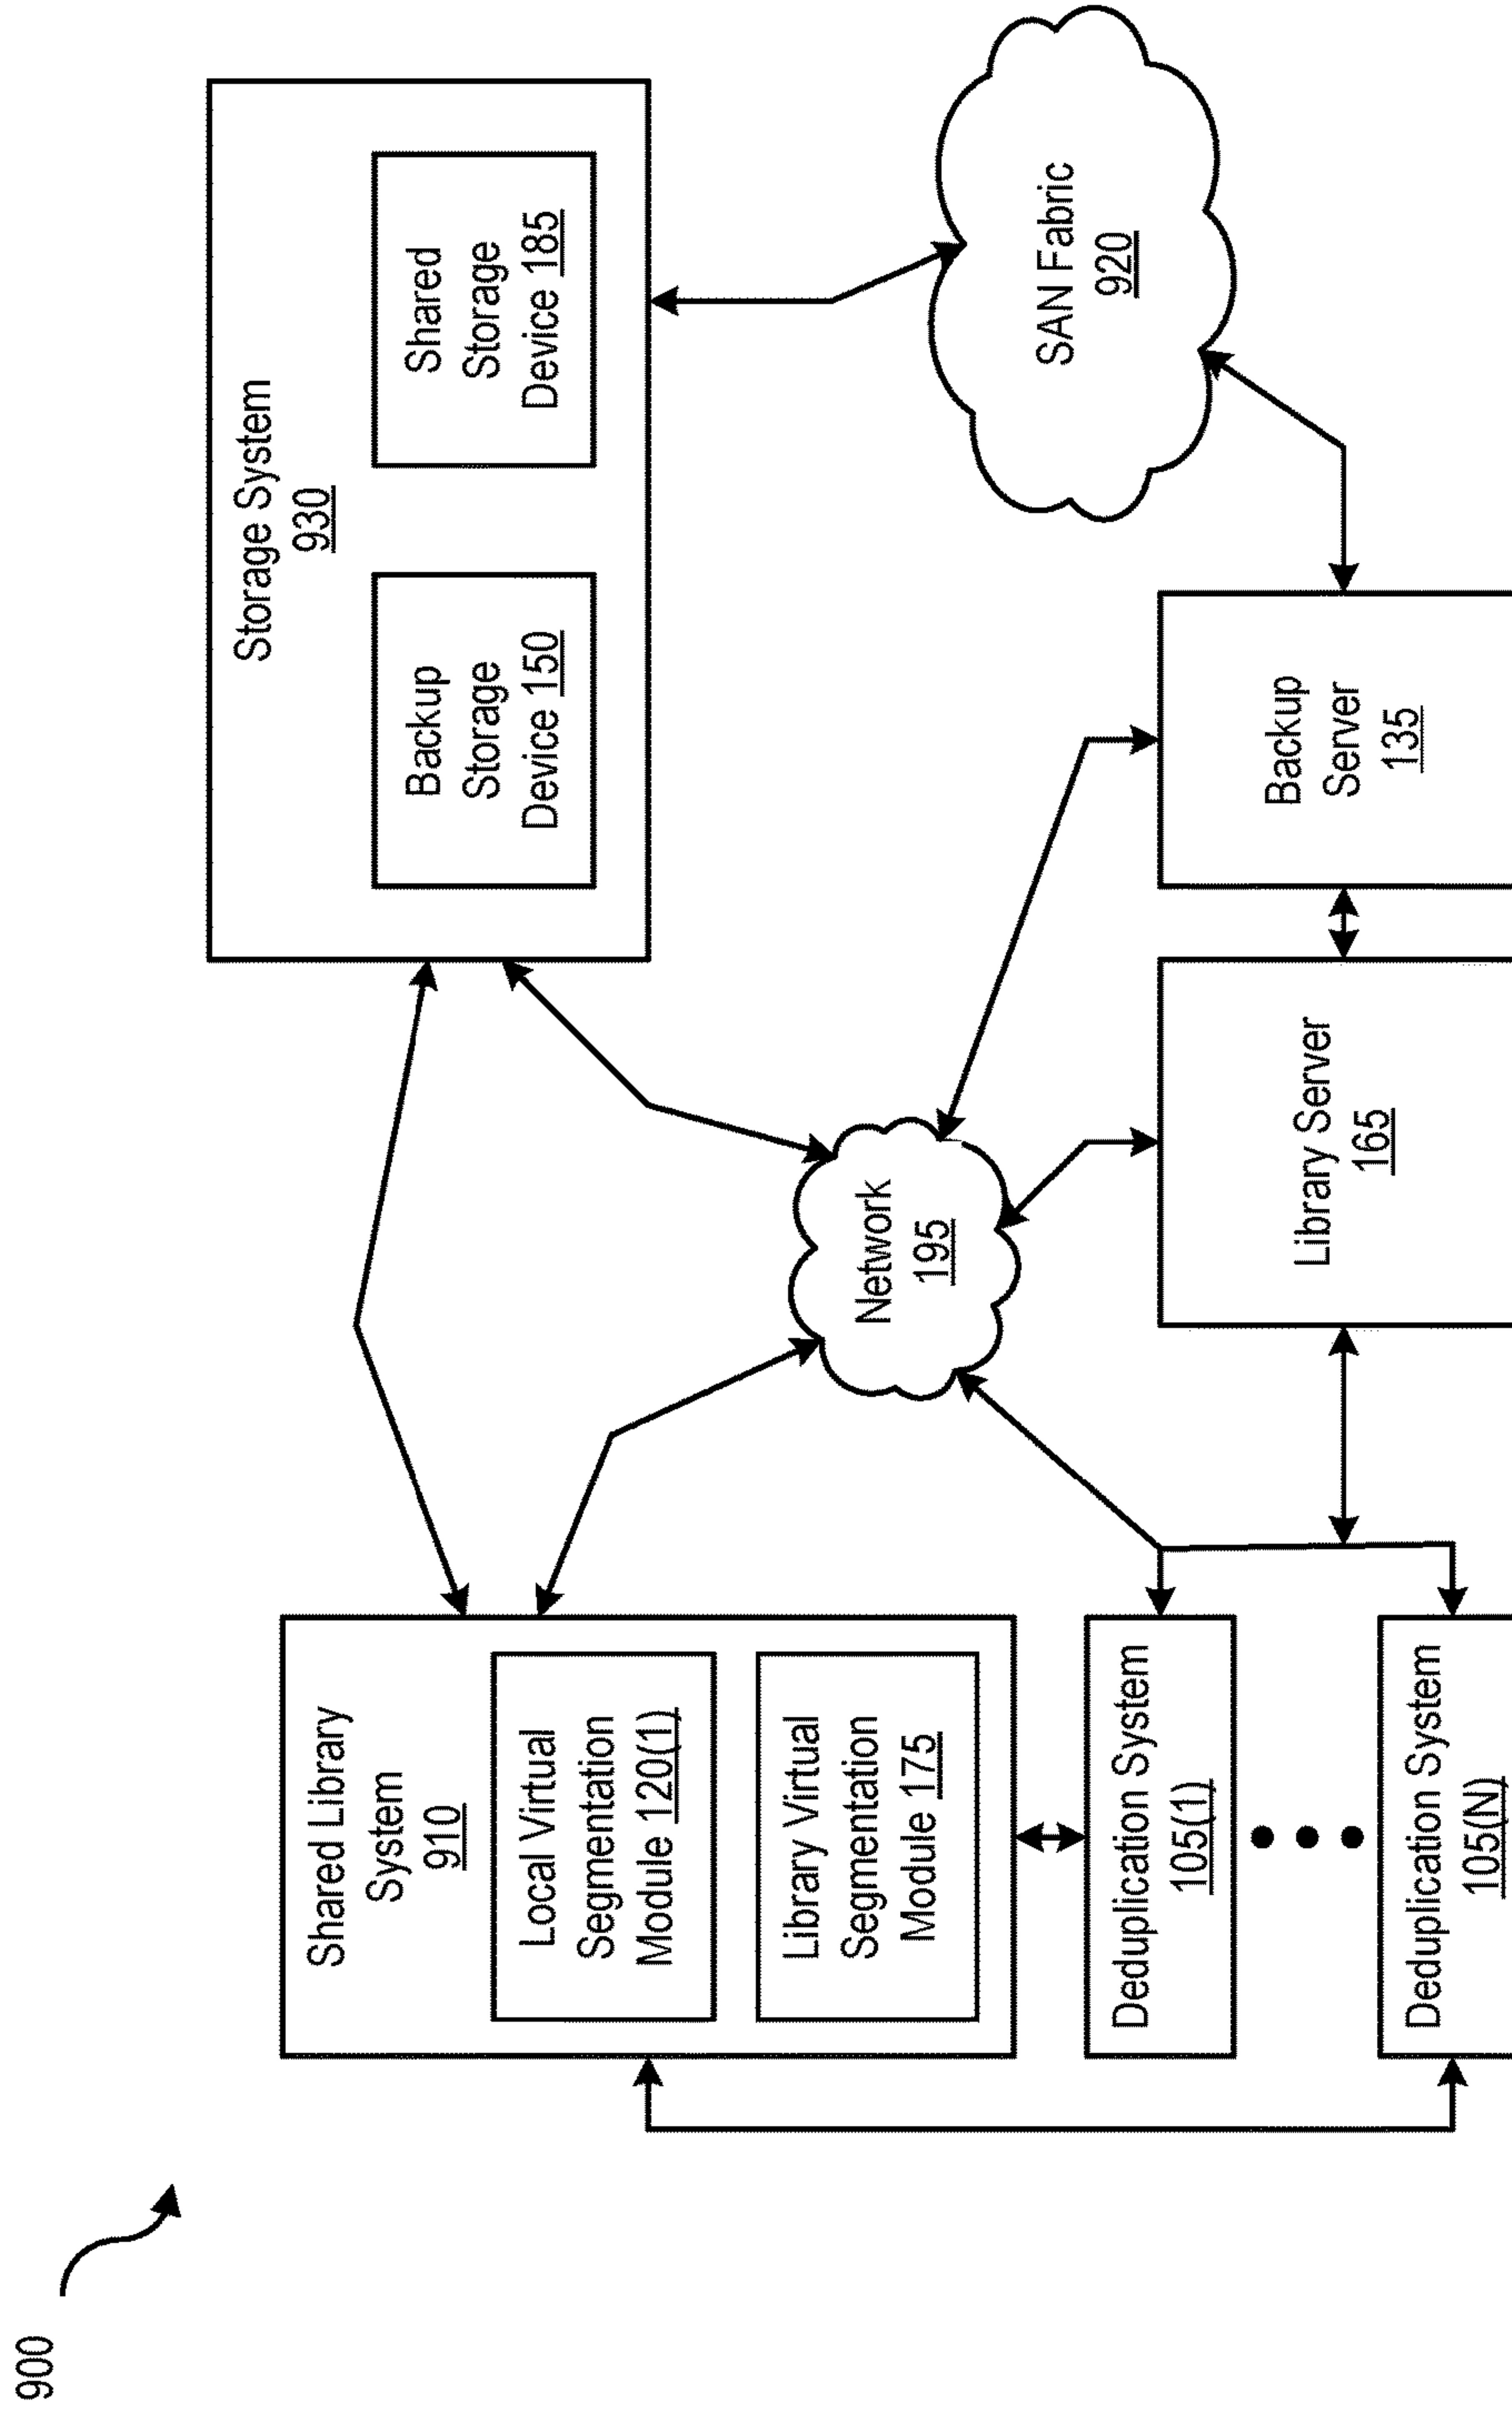 900
Shared Library
System
910
Local Virtual
Segmentation
Module 120(1)
Library Virtual
Segmentation
Module 175
Deduplication System
105(1)
Deduplication System
105(N)
Network
195
Storage System
930
Backup
Storage
Device 150
Shared
Storage
Device 185
Library Server
165
Backup
Server
135
SAN Fabric
920